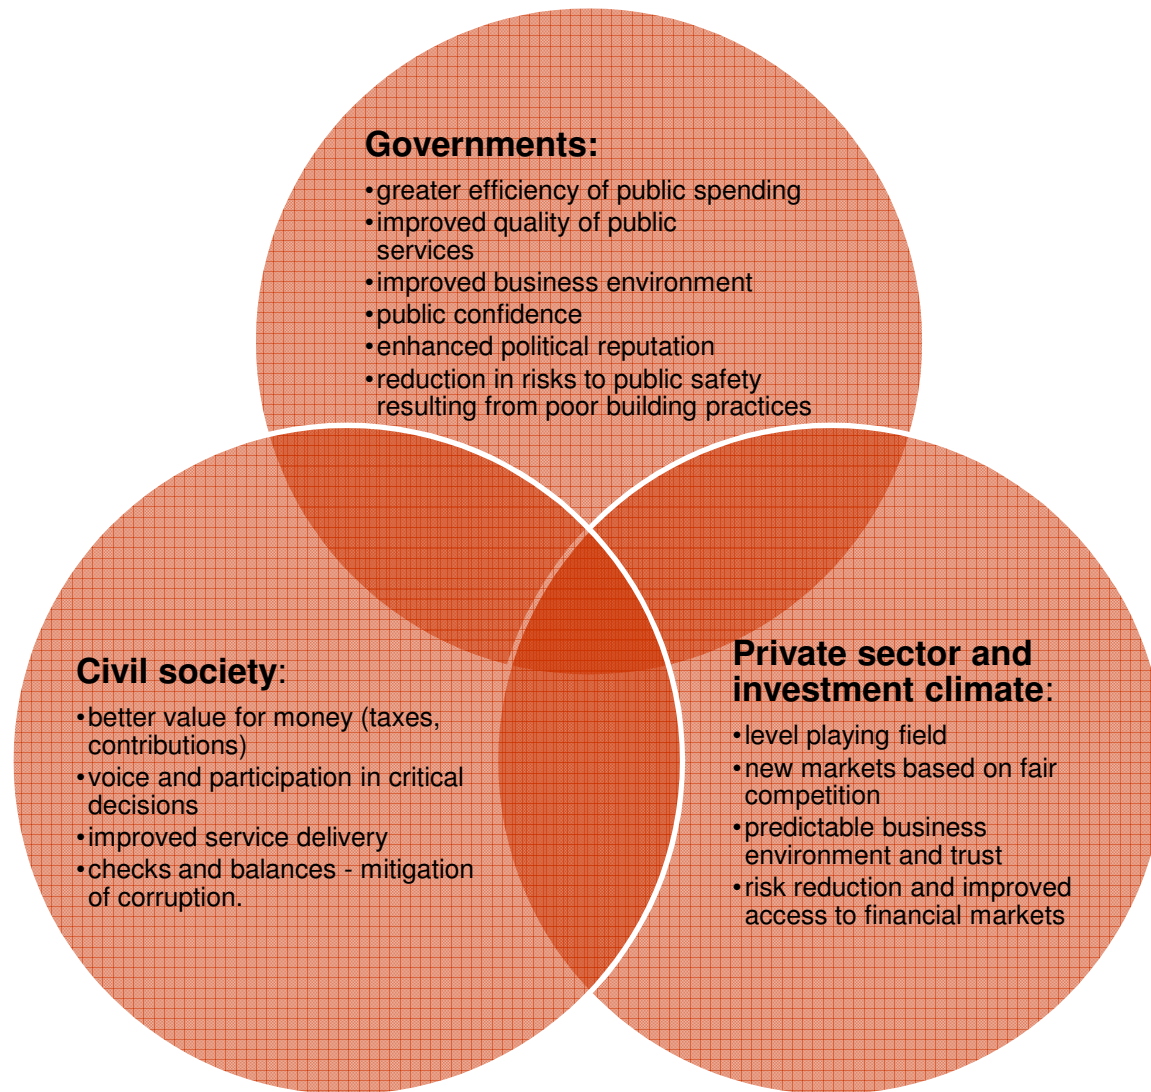 Governments:
•greater efficiency of public spending
•improved quality of public
services
•improved business environment
•public confidence
•enhanced political reputation
•reduction in risks to public safety
resulting from poor building practices
Civil society:
•better value for money (taxes,
contributions)
•voice and participation in critical
decisions
•improved service delivery
•checks and balances - mitigation
of corruption.
Private sector and
investment climate:
•level playing field
•new markets based on fair
competition
•predictable business
environment and trust
•risk reduction and improved
access to financial markets